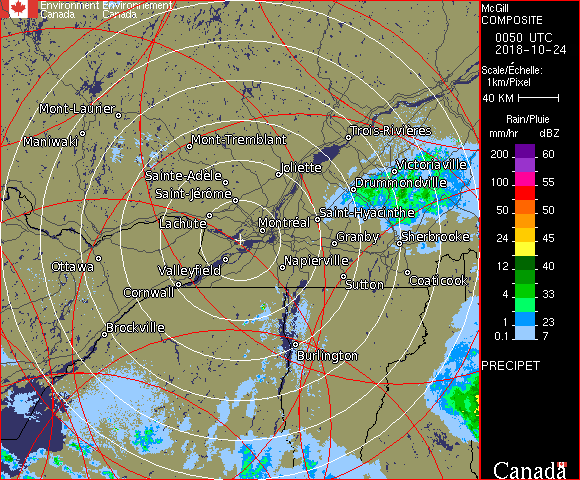 Environment Environnement
Canada Canada
McGill
COMPOSITE
0050 UTC
2018-10-24
Scale/Échelle:
1km/Pixel
40 KM
Rain/Pluie
mm/hr dBZ
200 60
100 55
50 50
24 45
12 40
4 33
1 23
0.1 7
PRECIPET
Canada
Mont-Laurier
Maniwaki
Mont-Tremblant
Trois-Rivières
Joliette
Victoriaville
Sainte-Adèle
Drummondville
Saint-Jérôme
Saint-Hyacinthe
Lachute
Montréal
Granby
Sherbrooke
Ottawa
Valleyfield
Napierville
Sutton
Coaticook
Cornwall
Brockville
Burlington